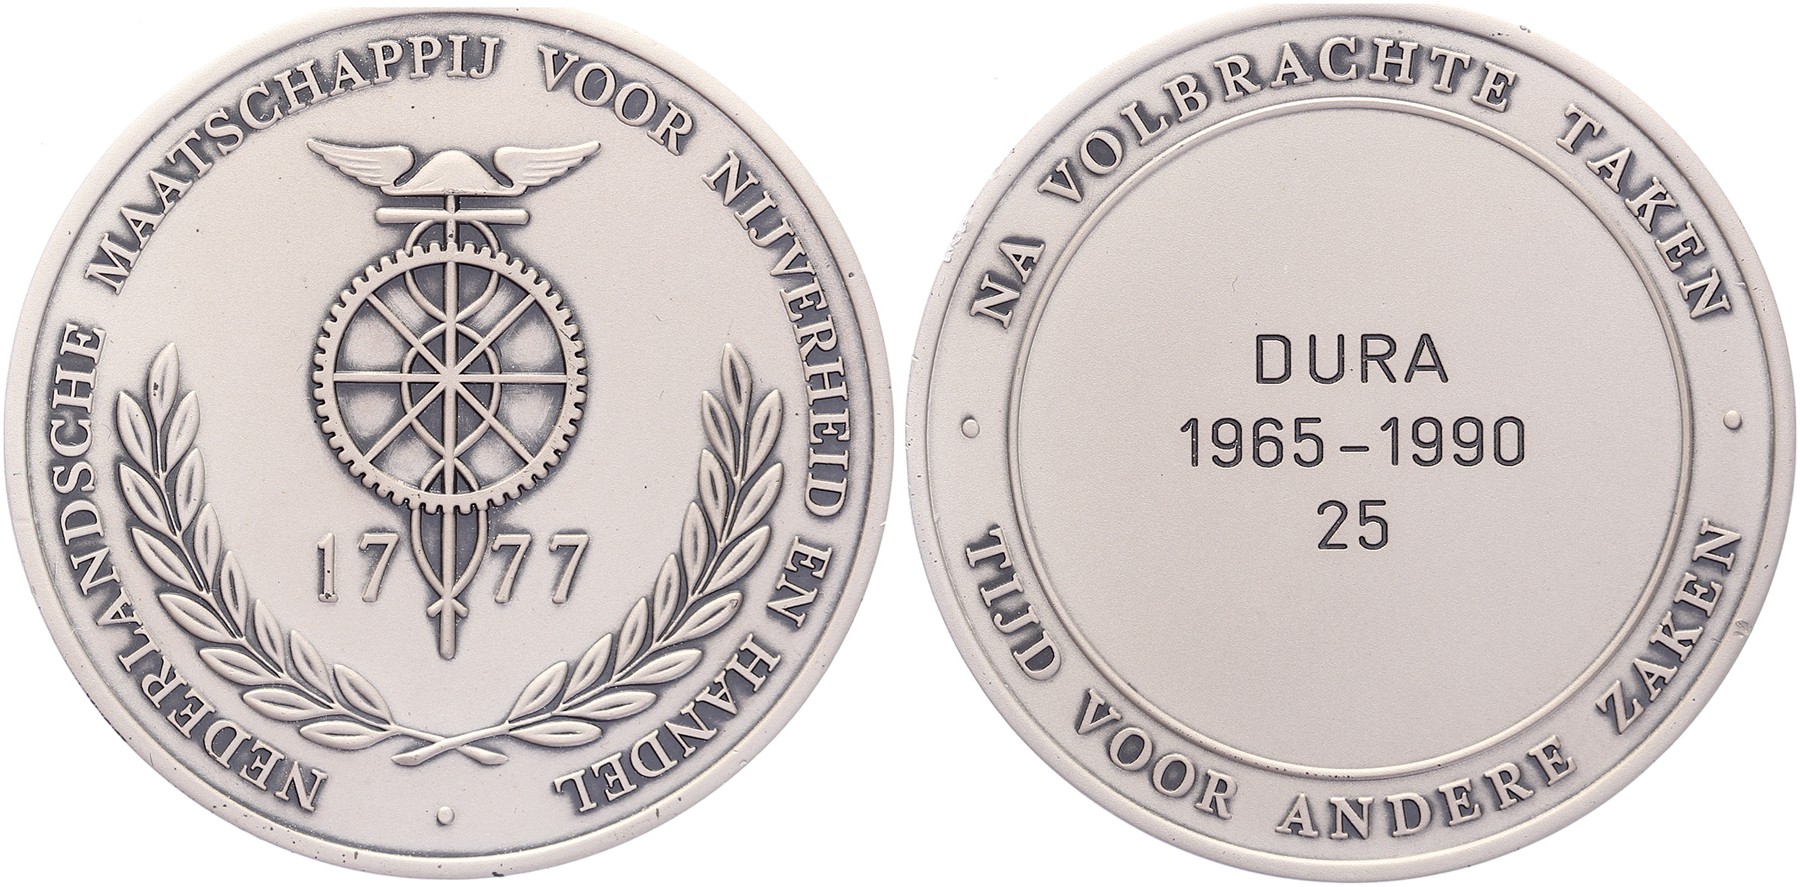 NEDERLANDSCHE MAATSCHAPPIJ VOOR NIJVERHEID EN HANDEL
1777
NA VOLBRACHTE TAKEN
TIJD VOOR ANDERE ZAKEN
DURA
1965-1990
25